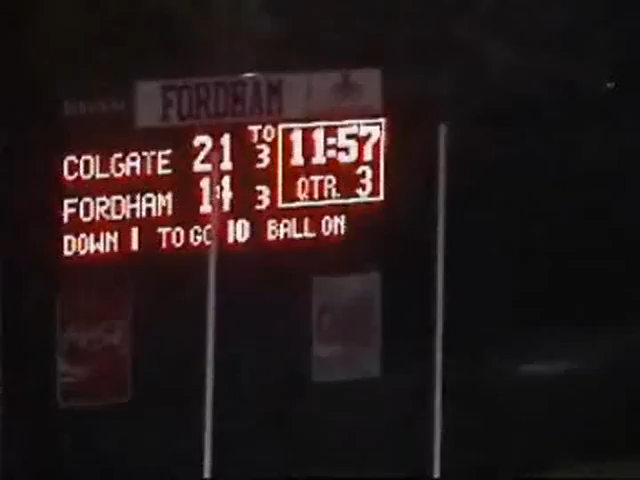 FORDHAM
TO
COLGATE 21 3 11:57
FORDHAM 14 3 QTR. 3
DOWN 1 TO GO 10 BALL ON